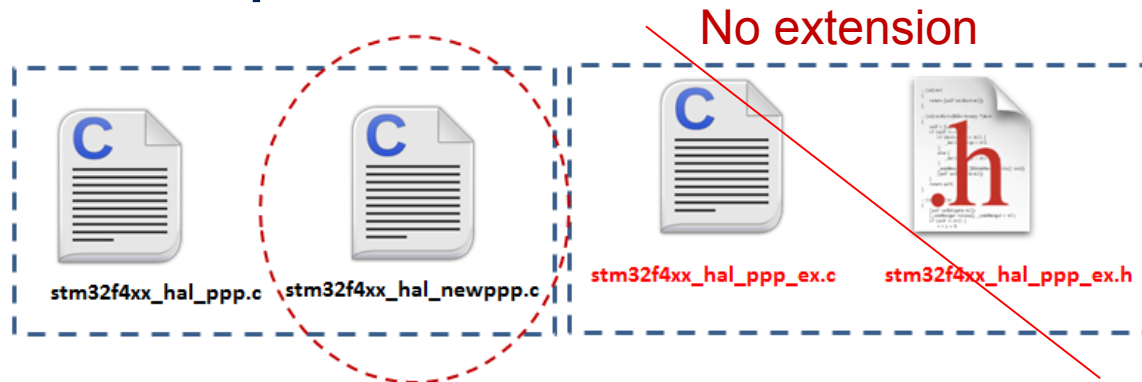 No extension
C
C
C
.h
stm32f4xx_hal_ppp.c
stm32f4xx_hal_newppp.c
stm32f4xx_hal_ppp_ex.c
stm32f4xx_hal_ppp_ex.h